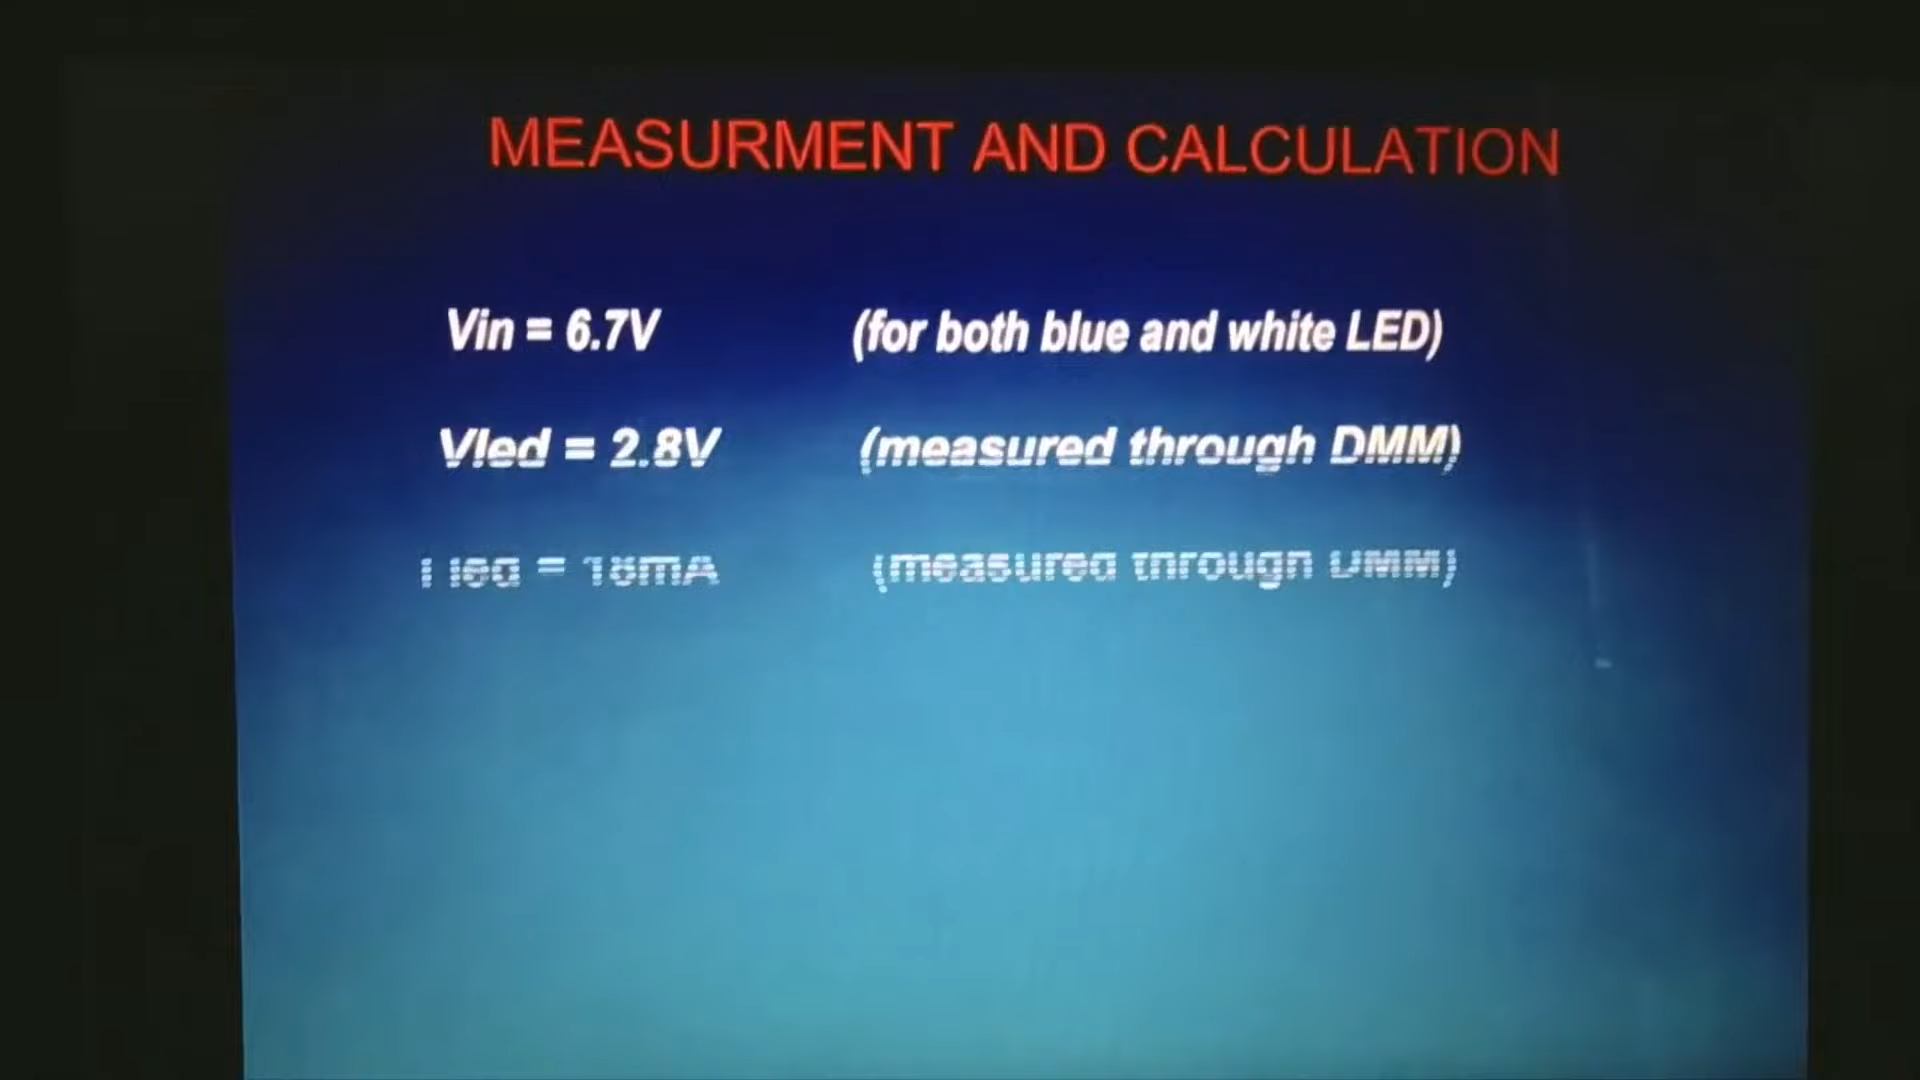 MEASURMENT AND CALCULATION
Vin = 6.7V (for both blue and white LED)
Vled = 2.8V (measured through DMM)
I led = 18mA (measured through DMM)